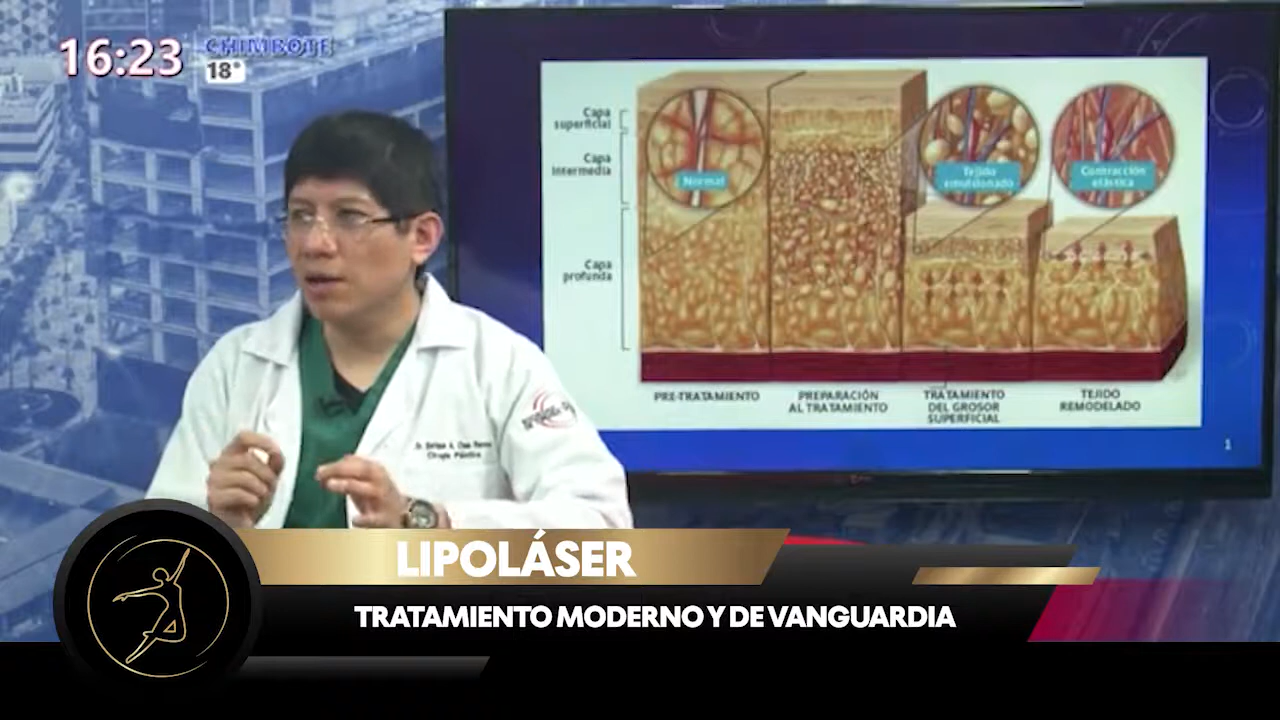 16:23
CHIMBOTE
18°
Capa
superficial
Capa
Intermedia
Capa
profunda
Normal
Tejido
emulsionado
Contracción
elástica
PRE-TRATAMIENTO
PREPARACIÓN
AL TRATAMIENTO
TRATAMIENTO
DEL GROSOR
SUPERFICIAL
TEJIDO
REMODELADO
1
Cirugía Plástica
LIPOLÁSER
TRATAMIENTO MODERNO Y DE VANGUARDIA